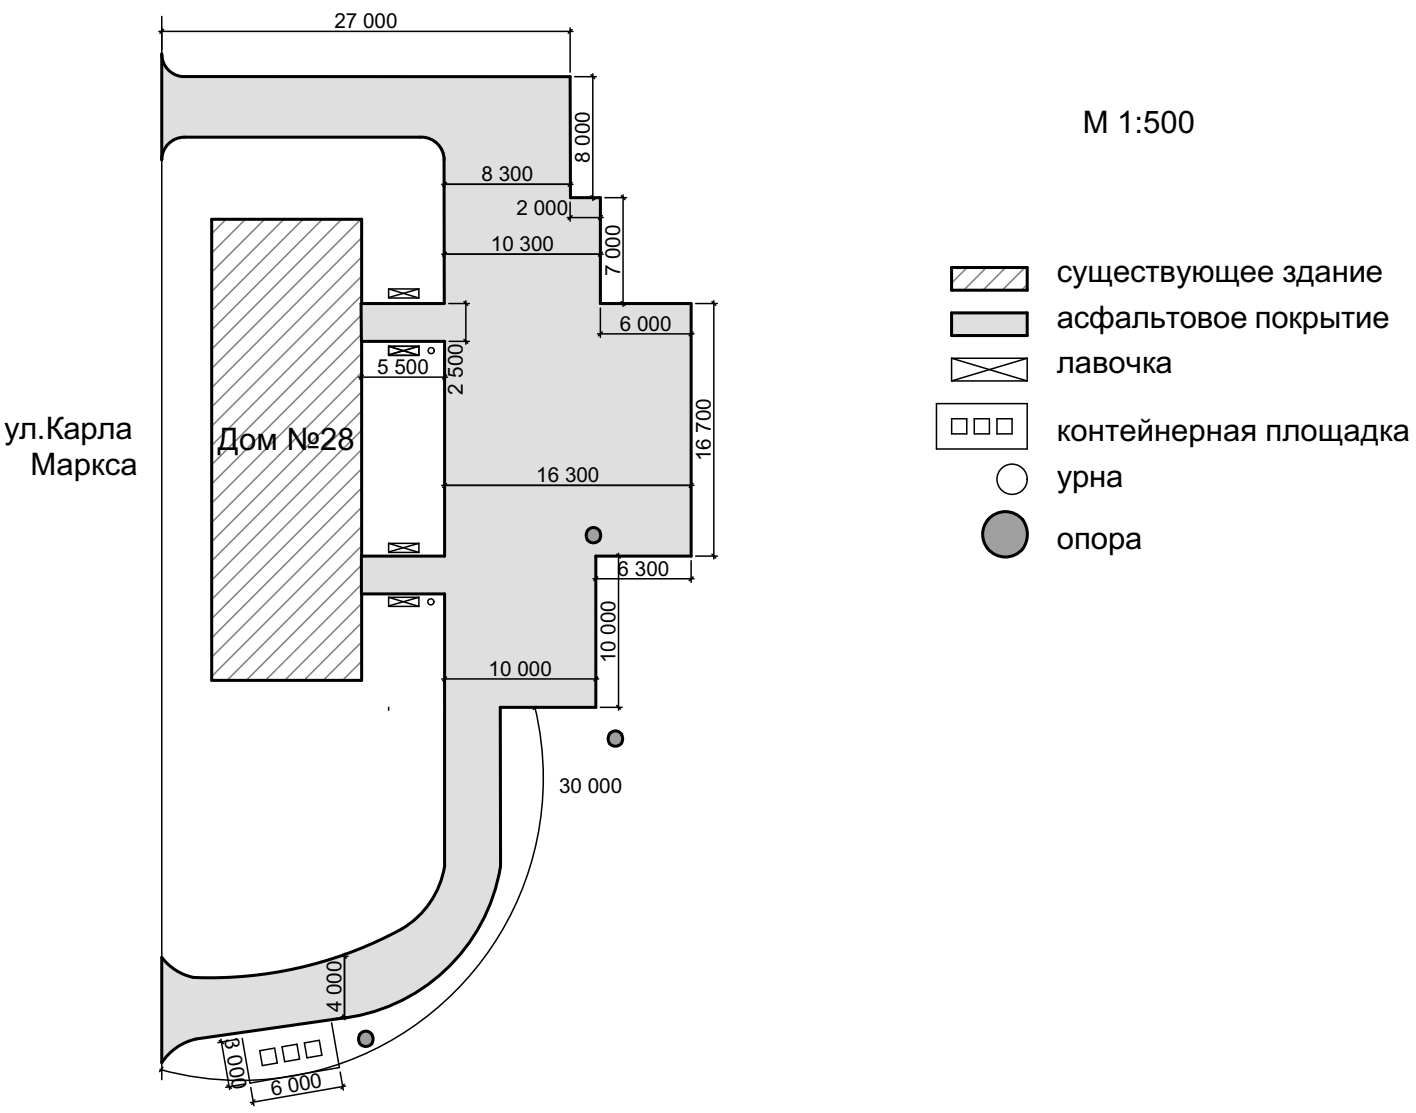 27 000
М 1:500
8 000
8 300
2 000
10 300
7 000
существующее здание
6 000
асфальтовое покрытие
5 500
2 500
лавочка
ул.Карла
Маркса
Дом №28
16 700
контейнерная площадка
16 300
урна
опора
6 300
10 000
10 000
30 000
4 000
3 000
6 000